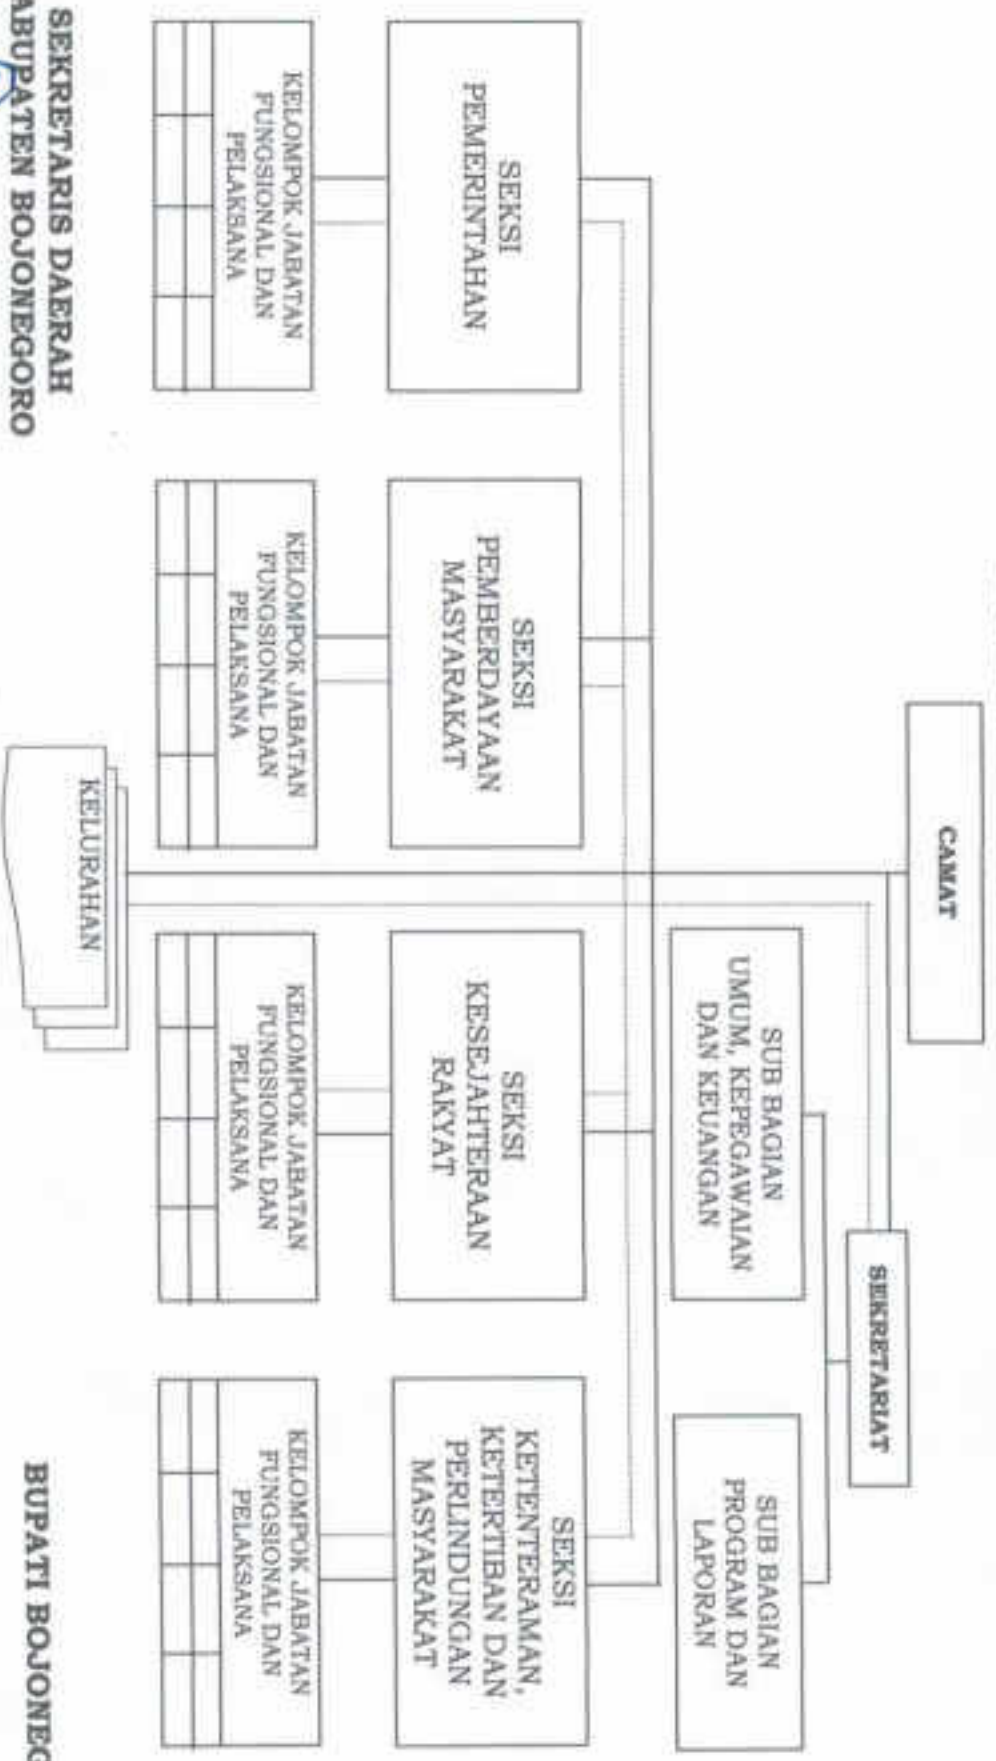 CAMAT
SEKRETARIAT
SUB BAGIAN
UMUM, KEPEGAWAIAN
DAN KEUANGAN
SUB BAGIAN
PROGRAM DAN
LAPORAN
SEKSI
PEMERINTAHAN
SEKSI
PEMBERDAYAAN
MASYARAKAT
SEKSI
KESEJAHTERAAN
RAKYAT
SEKSI
KETENTERAMAN,
KETERTIBAN DAN
PERLINDUNGAN
MASYARAKAT
KELOMPOK JABATAN
FUNGSIONAL DAN
PELAKSANA
KELOMPOK JABATAN
FUNGSIONAL DAN
PELAKSANA
KELOMPOK JABATAN
FUNGSIONAL DAN
PELAKSANA
KELOMPOK JABATAN
FUNGSIONAL DAN
PELAKSANA
KELURAHAN
SEKRETARIS DAERAH
ABUPATEN BOJONEGORO
BUPATI BOJONEG